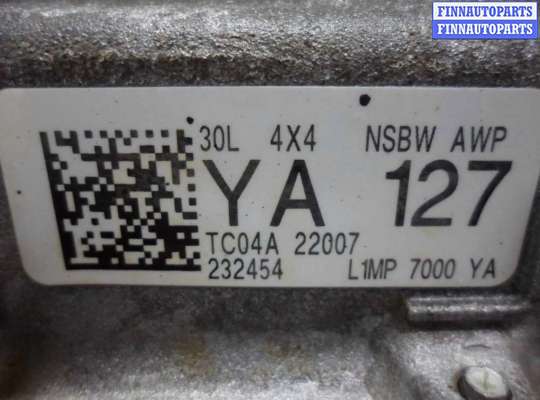 FINNAUTOPARTS
FINNAUTOPARTS
30L 4X4 NSBW AWP
YA 127
TC04A 22007
232454 L1MP 7000 YA